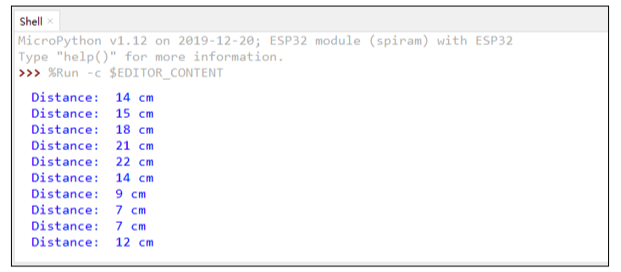 Shell ×
MicroPython v1.12 on 2019-12-20; ESP32 module (spiram) with ESP32
Type "help()" for more information.
>>> %Run -c $EDITOR_CONTENT
Distance:  14 cm
Distance:  15 cm
Distance:  18 cm
Distance:  21 cm
Distance:  22 cm
Distance:  14 cm
Distance:  9 cm
Distance:  7 cm
Distance:  7 cm
Distance:  12 cm